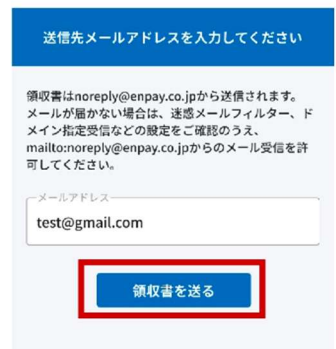 送信先メールアドレスを入力してください
領収書はnoreply@enpay.co.jpから送信されます。
メールが届かない場合は、迷惑メールフィルター、ド
メイン指定受信などの設定をご確認のうえ、
mailto:noreply@enpay.co.jpからのメール受信を許
可してください。
メールアドレス
test@gmail.com
領収書を送る